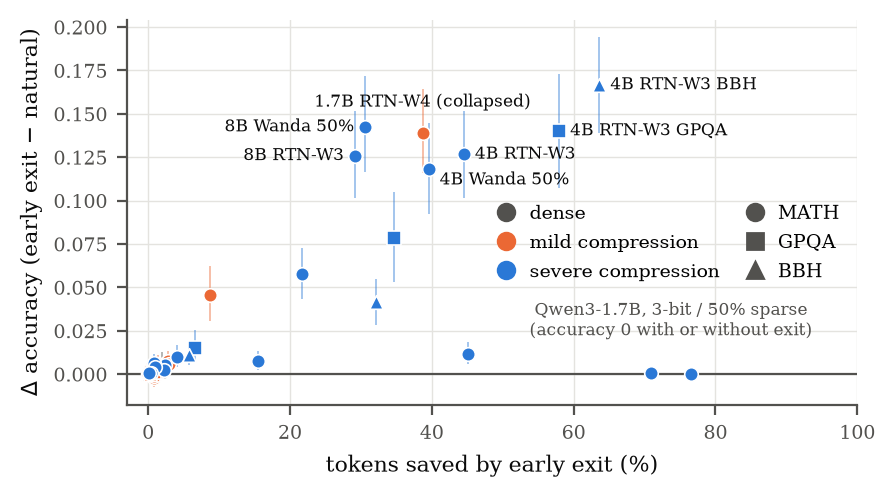 0.200
0.175
0.150
0.125
0.100
0.075
0.050
0.025
0.000
Δ accuracy (early exit − natural)
4B RTN-W3 BBH
1.7B RTN-W4 (collapsed)
8B Wanda 50%
4B RTN-W3 GPQA
8B RTN-W3
4B RTN-W3
4B Wanda 50%
dense
mild compression
severe compression
MATH
GPQA
BBH
Qwen3-1.7B, 3-bit / 50% sparse
(accuracy 0 with or without exit)
0 20 40 60 80 100
tokens saved by early exit (%)